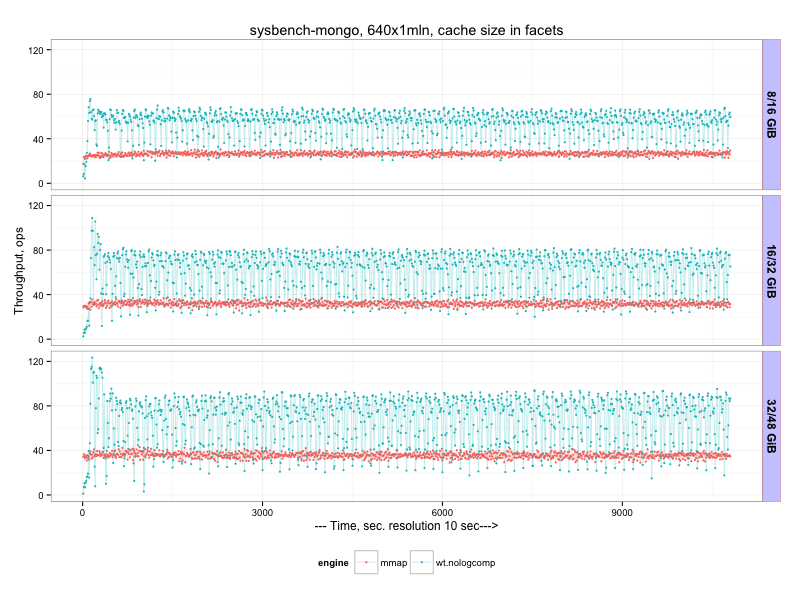 sysbench-mongo, 640x1mln, cache size in facets
Throughput, ops
120
80
40
0
8/16 GiB
120
80
40
0
16/32 GiB
120
80
40
0
32/48 GiB
0 3000 6000 9000
--- Time, sec. resolution 10 sec--->
engine mmap wt.nologcomp